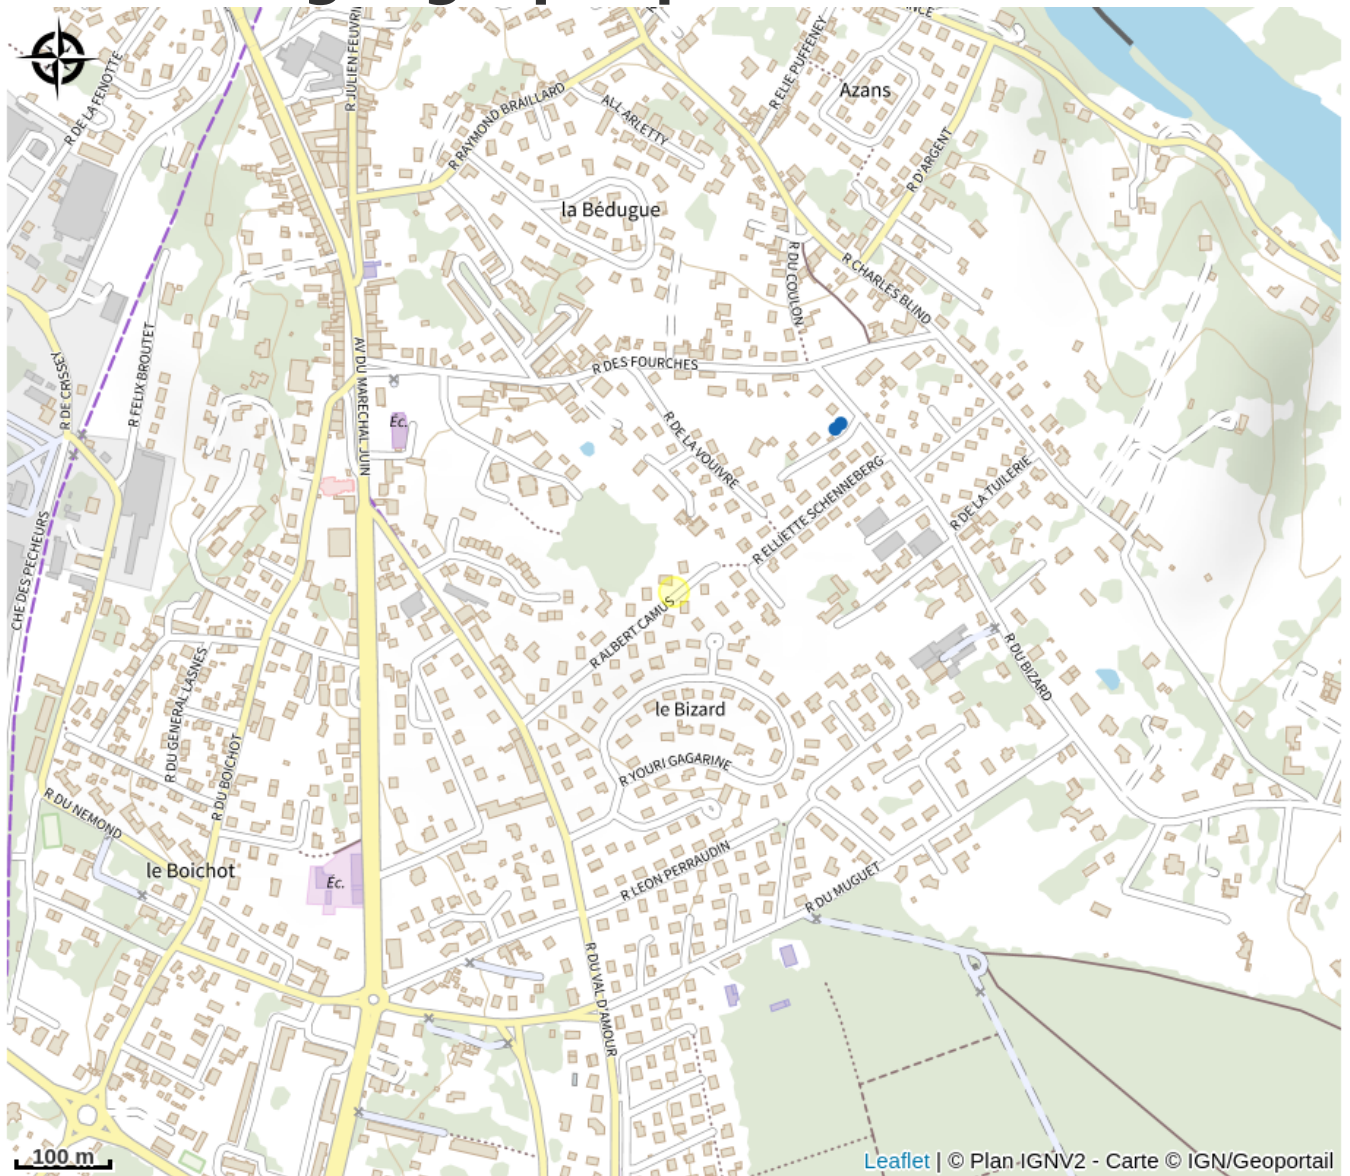 R DE LA FENOTTE
R JULIEN FEUVRI
R ELIE PUFFENEY
Azans
R RAYMOND BRAILLARD
ALL ARLETTY
R D'ARGENT
la Bédugue
R DU COULON
R CHARLES BLIND
R DE CRISSEY
R FELIX BROUTET
AV DU MARECHAL JUIN
R DES FOURCHES
Éc.
R DE LA VOUIVRE
R ELLIETTE SCHENNEBERG
R DE LA TUILERIE
CHE DES PECHEURS
R ALBERT CAMUS
R DU BIZARD
R DU GENERAL LASNES
le Bizard
R DU BOICHOT
R YOURI GAGARINE
R DU NEMOND
le Boichot
Éc.
R LEON PERRAUDIN
R DU MUGUET
R DU VAL D'AMOUR
100 m
Leaflet | © Plan IGNV2 - Carte © IGN/Geoportail